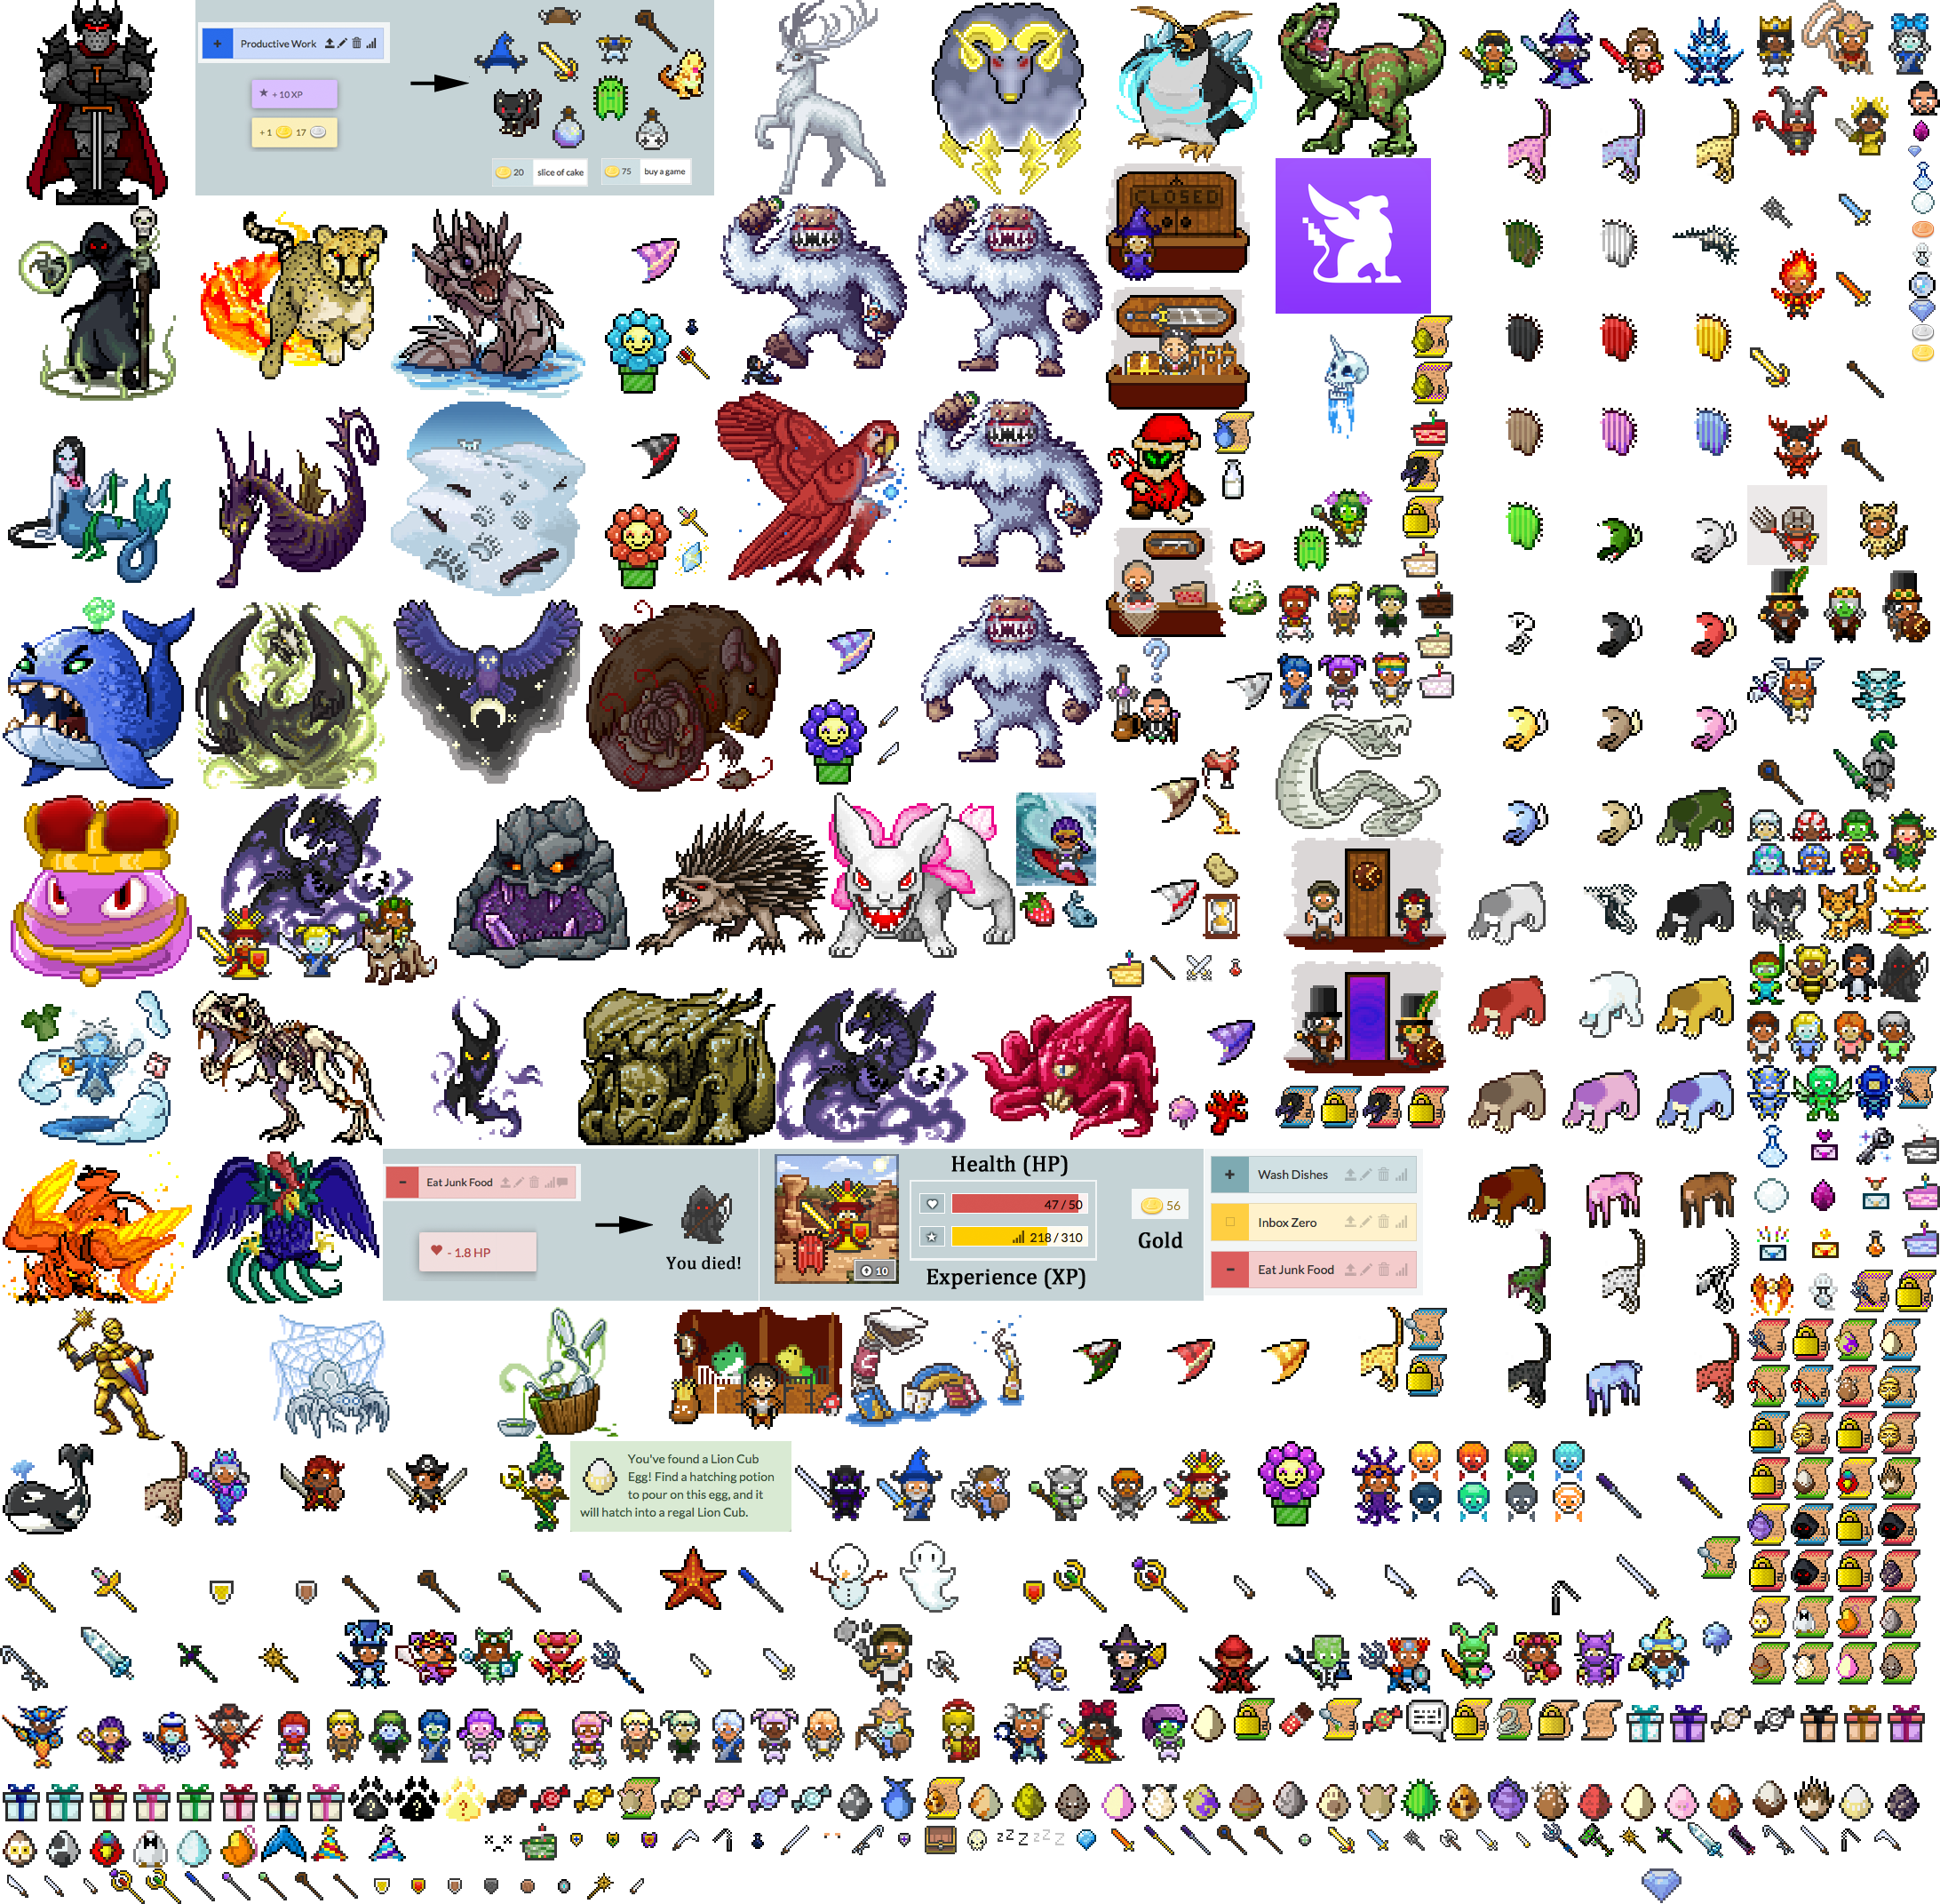 Productive Work
+ 10 XP
+ 1 17
20 slice of cake
75 buy a game
CLOSED
Eat Junk Food
- 1.8 HP
You died!
Health (HP)
47 / 50
218 / 310
Experience (XP)
10
56
Gold
Wash Dishes
Inbox Zero
Eat Junk Food
You've found a Lion Cub
Egg! Find a hatching potion
to pour on this egg, and it
will hatch into a regal Lion Cub.